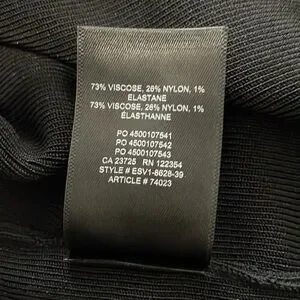 73% VISCOSE, 26% NYLON, 1%
ELASTANE
73% VISCOSE, 26% NYLON, 1%
ÉLASTHANNE
PO 4500107541
PO 4500107542
PO 4500107543
CA 23725 RN 122354
STYLE # ESV1-8628-39
ARTICLE # 74023